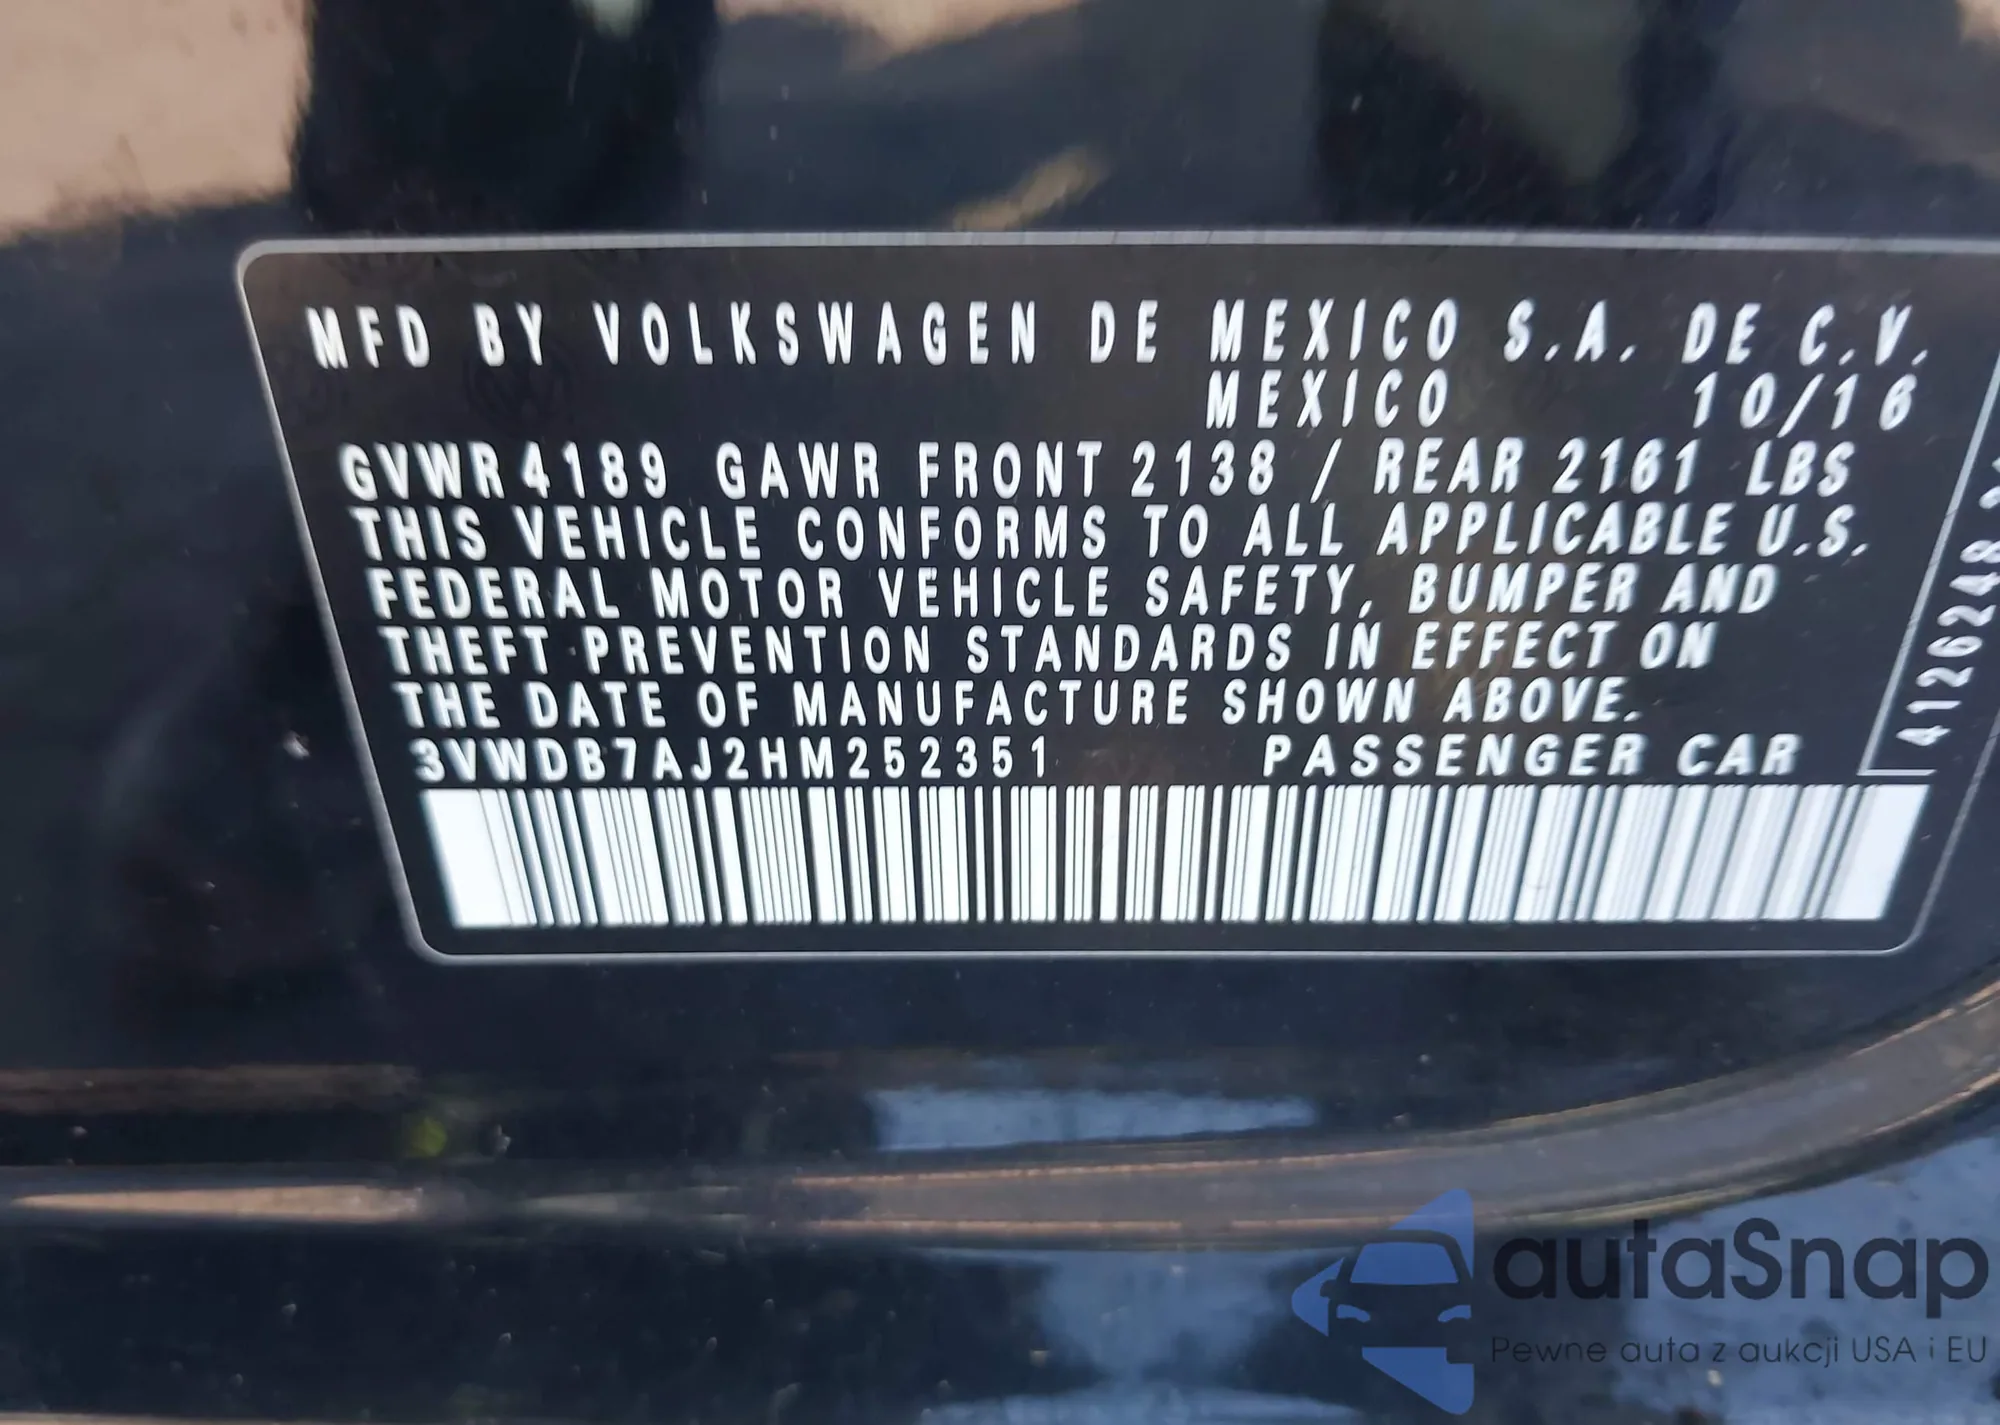 MFD BY VOLKSWAGEN DE MEXICO S.A. DE C.V.
MEXICO 10/16
GVWR 4189 GAWR FRONT 2138 / REAR 2161 LBS
THIS VEHICLE CONFORMS TO ALL APPLICABLE U.S.
FEDERAL MOTOR VEHICLE SAFETY, BUMPER AND
THEFT PREVENTION STANDARDS IN EFFECT ON
THE DATE OF MANUFACTURE SHOWN ABOVE.
3VWDB7AJ2HM252351 PASSENGER CAR
4126248
autaSnap
Pewne auta z aukcji USA i EU